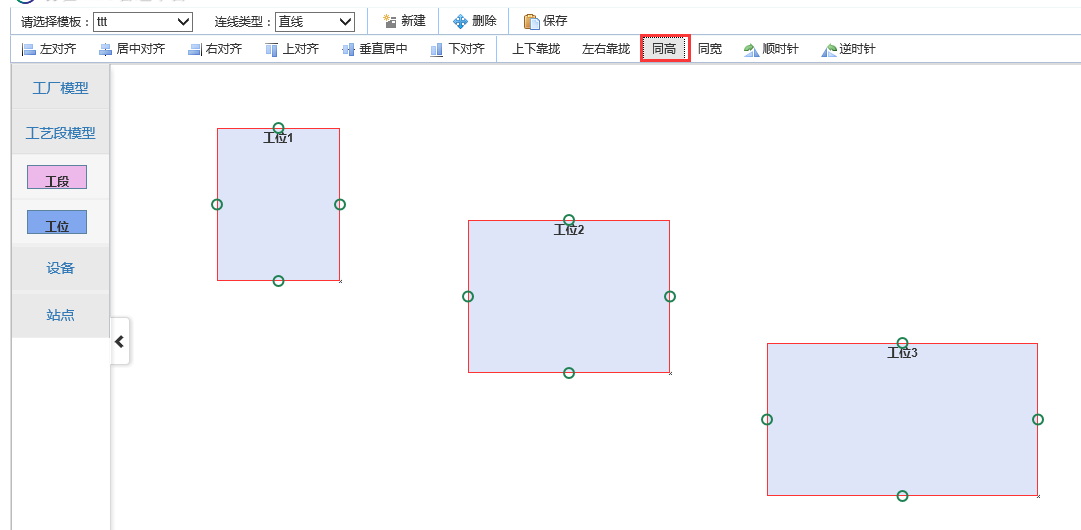 请选择模板： ttt 连线类型： 直线 新建 删除 保存
左对齐 居中对齐 右对齐 上对齐 垂直居中 下对齐 上下靠拢 左右靠拢 同高 同宽 顺时针 逆时针
工厂模型
工艺段模型
工段
工位
设备
站点
工位1
工位2
工位3